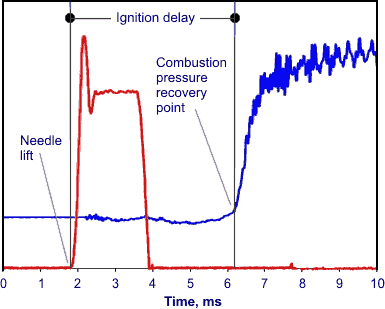 Ignition delay
Combustion
pressure
recovery
point
Needle
lift
0 1 2 3 4 5 6 7 8 9 10
Time, ms